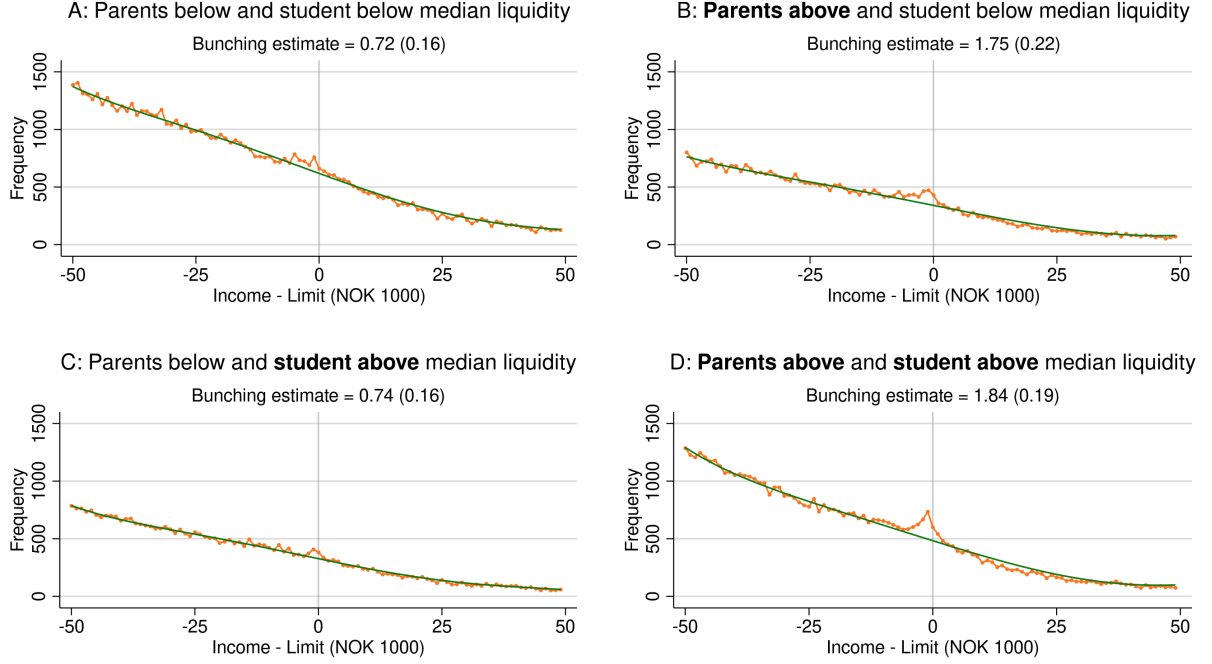 A: Parents below and student below median liquidity
Bunching estimate = 0.72 (0.16)
Frequency
1500
1000
500
0
-50 -25 0 25 50
Income - Limit (NOK 1000)
B: Parents above and student below median liquidity
Bunching estimate = 1.75 (0.22)
Frequency
1500
1000
500
0
-50 -25 0 25 50
Income - Limit (NOK 1000)
C: Parents below and student above median liquidity
Bunching estimate = 0.74 (0.16)
Frequency
1500
1000
500
0
-50 -25 0 25 50
Income - Limit (NOK 1000)
D: Parents above and student above median liquidity
Bunching estimate = 1.84 (0.19)
Frequency
1500
1000
500
0
-50 -25 0 25 50
Income - Limit (NOK 1000)